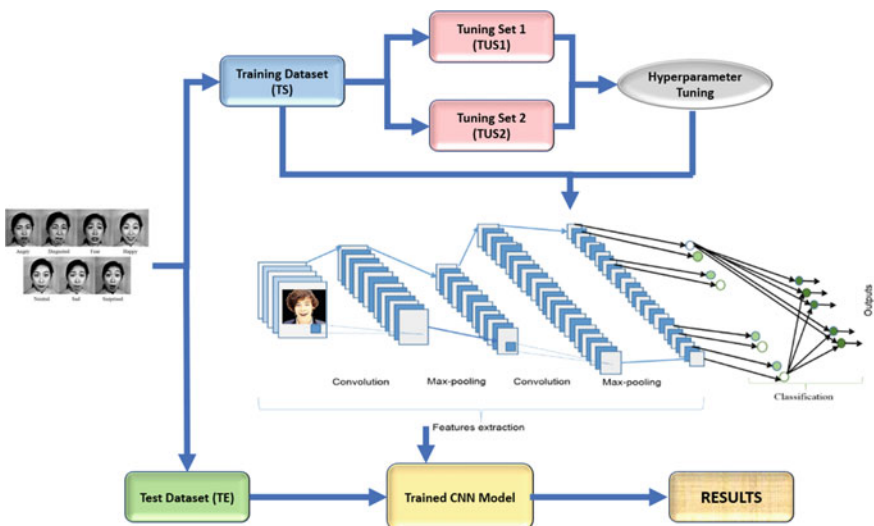 Tuning Set 1
(TUS1)
Training Dataset
(TS)
Hyperparameter
Tuning
Tuning Set 2
(TUS2)
Angry Disgusted Fear Happy
Neutral Sad Surprised
Outputs
Convolution Max-pooling Convolution Max-pooling
Classification
Features extraction
Test Dataset (TE)
Trained CNN Model
RESULTS